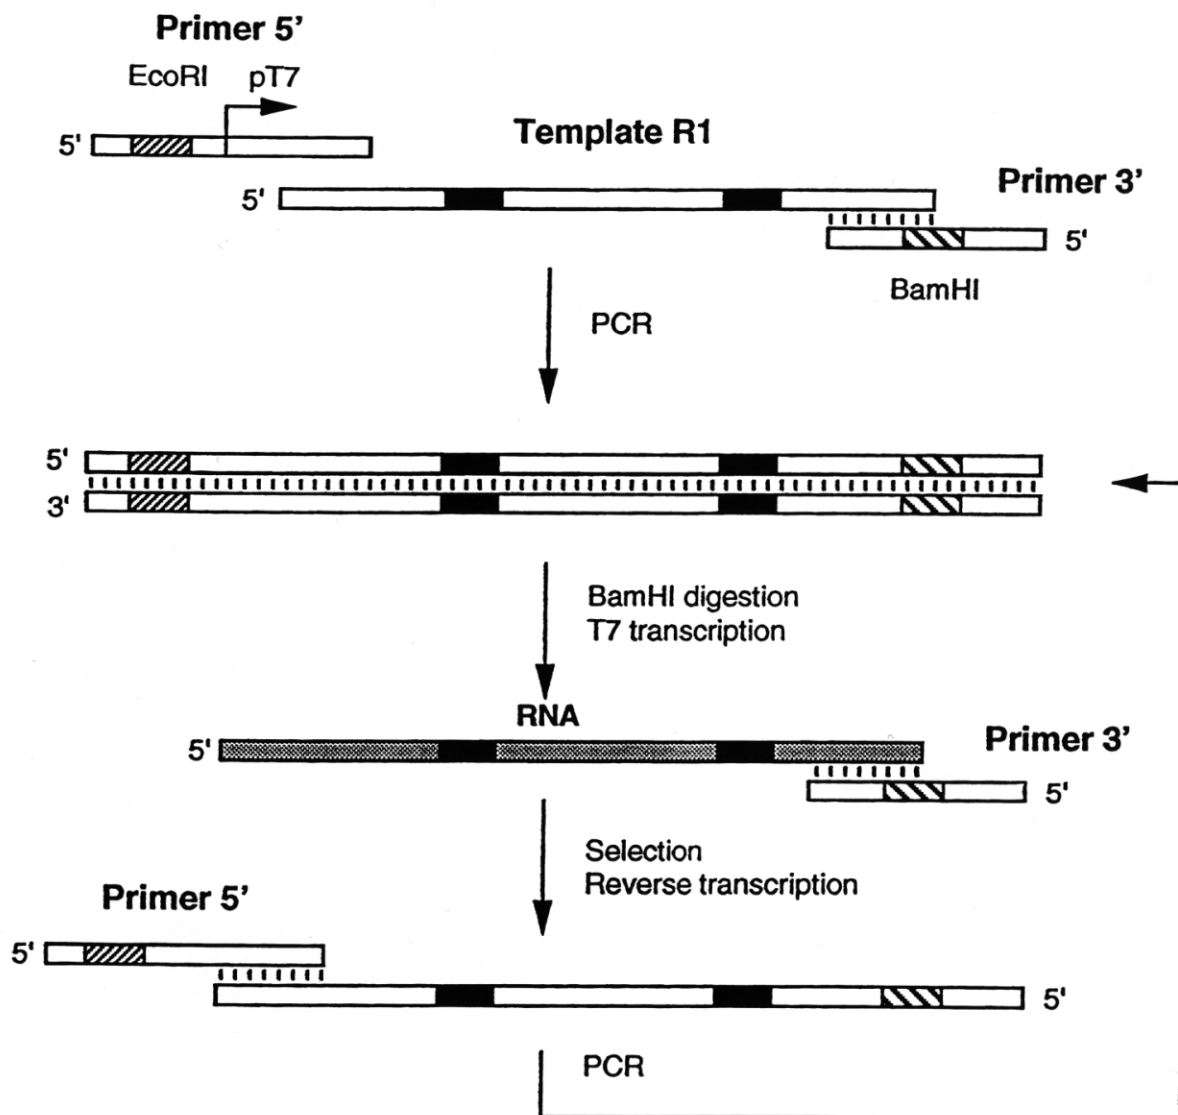 Primer 5’
EcoRI pT7
5'
Template R1
5'
Primer 3’
5'
BamHI
PCR
5'
3'
BamHI digestion
T7 transcription
RNA
5'
Primer 3’
5'
Selection
Reverse transcription
Primer 5’
5'
5'
PCR